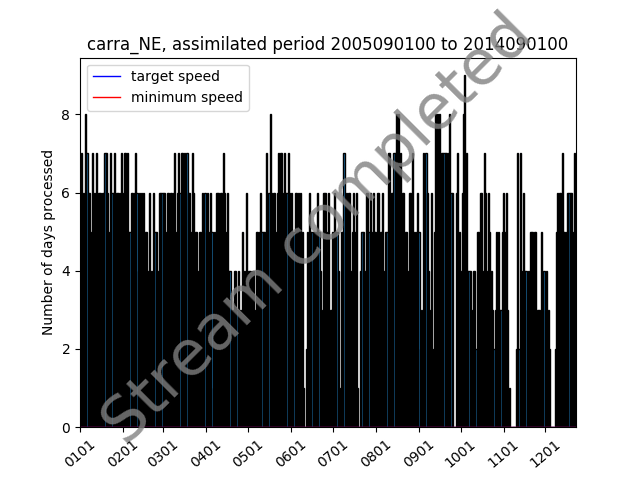 carra_NE, assimilated period 2005090100 to 2014090100
target speed
minimum speed
Number of days processed
8
6
4
2
0
0101 0201 0301 0401 0501 0601 0701 0801 0901 1001 1101 1201
Stream completed